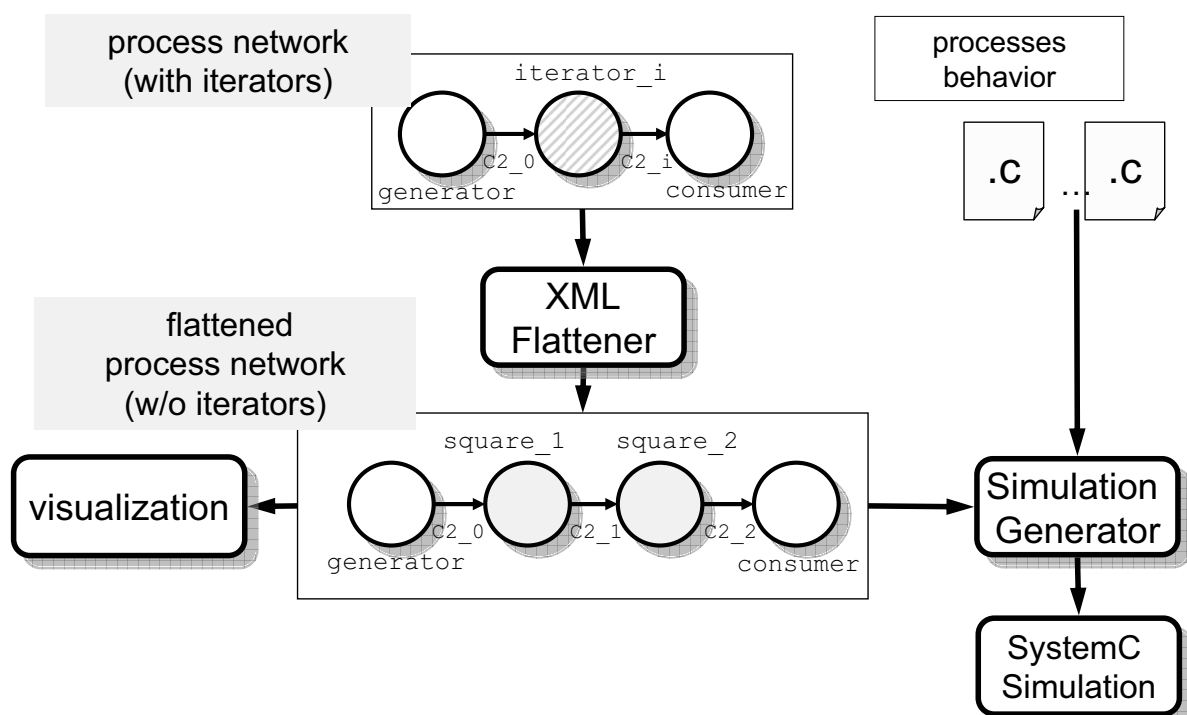 process network
(with iterators)
iterator_i
C2_0
C2_i
generator
consumer
processes
behavior
.c
...
.c
XML
Flattener
flattened
process network
(w/o iterators)
square_1
square_2
C2_0
C2_1
C2_2
generator
consumer
visualization
Simulation
Generator
SystemC
Simulation